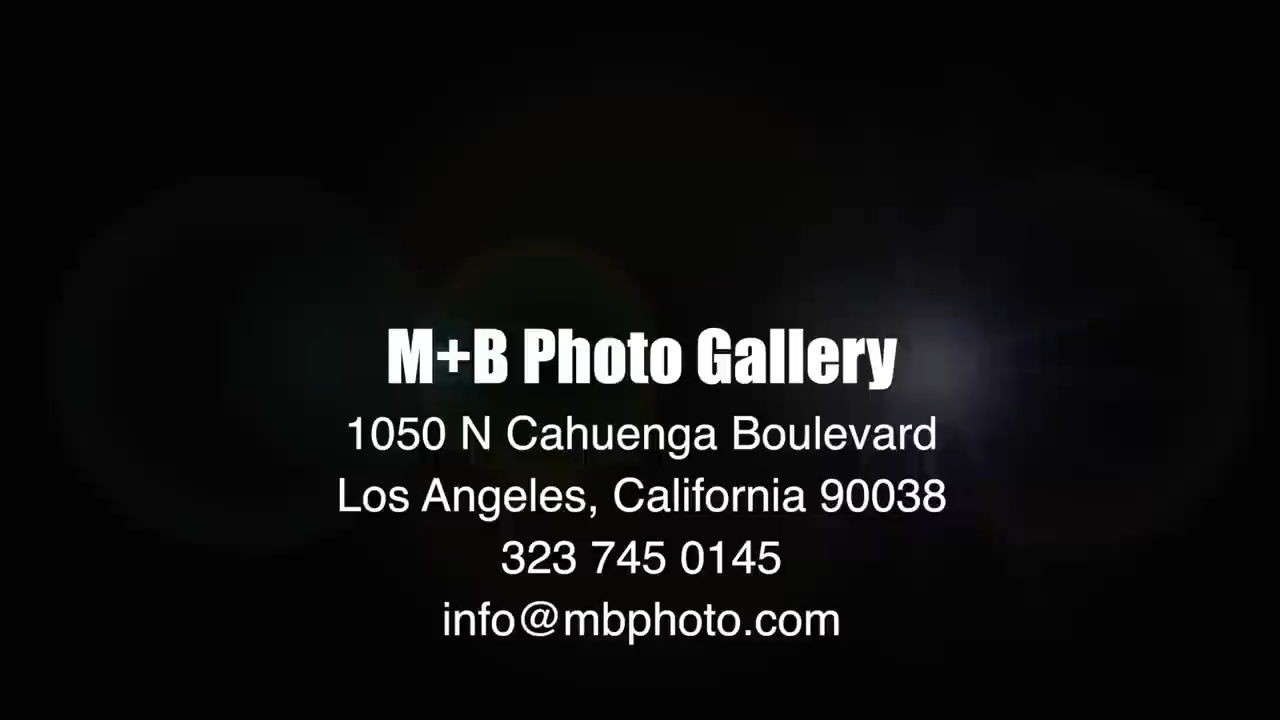 M+B Photo Gallery
1050 N Cahuenga Boulevard
Los Angeles, California 90038
323 745 0145
info@mbphoto.com